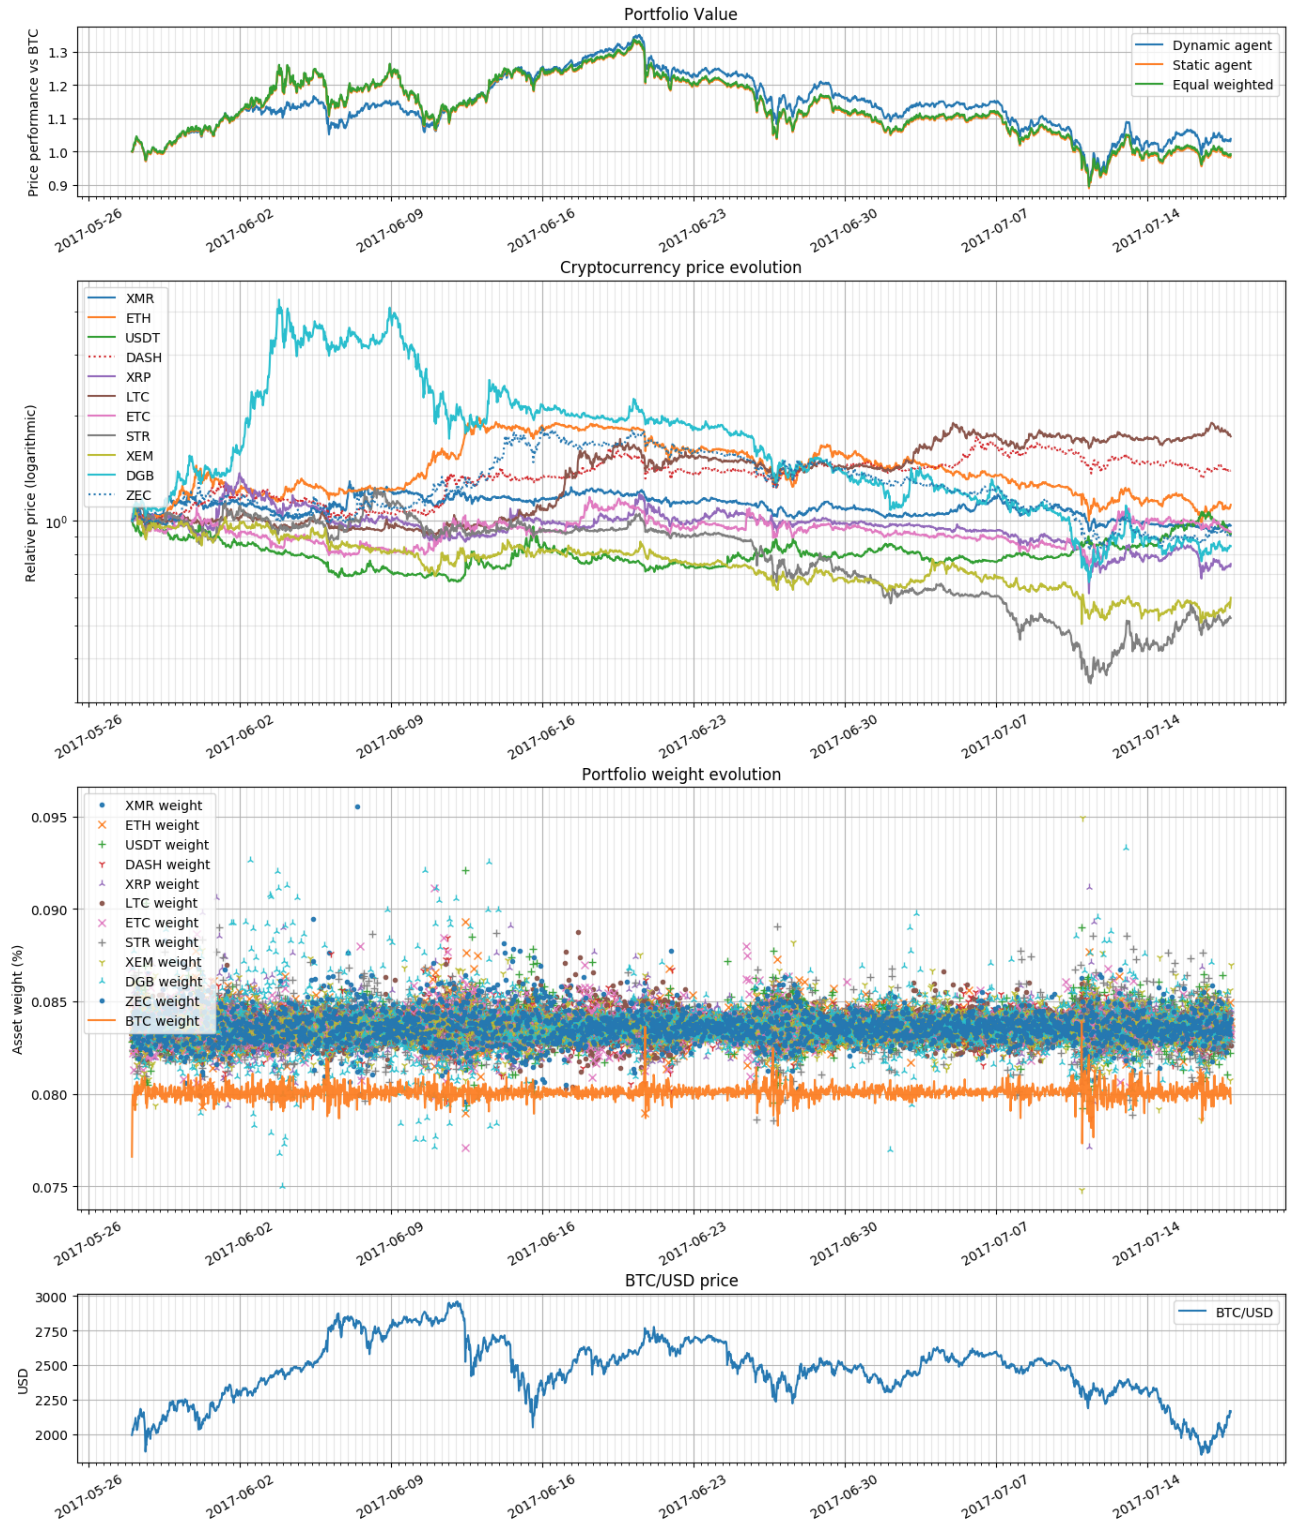 Portfolio Value
Price performance vs BTC
1.3
1.2
1.1
1.0
0.9
Dynamic agent
Static agent
Equal weighted
2017-05-26
2017-06-02
2017-06-09
2017-06-16
2017-06-23
2017-06-30
2017-07-07
2017-07-14
Cryptocurrency price evolution
Relative price (logarithmic)
10⁰
XMR
ETH
USDT
DASH
XRP
LTC
ETC
STR
XEM
DGB
ZEC
2017-05-26
2017-06-02
2017-06-09
2017-06-16
2017-06-23
2017-06-30
2017-07-07
2017-07-14
Portfolio weight evolution
Asset weight (%)
0.095
0.090
0.085
0.080
0.075
XMR weight
ETH weight
USDT weight
DASH weight
XRP weight
LTC weight
ETC weight
STR weight
XEM weight
DGB weight
ZEC weight
BTC weight
2017-05-26
2017-06-02
2017-06-09
2017-06-16
2017-06-23
2017-06-30
2017-07-07
2017-07-14
BTC/USD price
USD
3000
2750
2500
2250
2000
BTC/USD
2017-05-26
2017-06-02
2017-06-09
2017-06-16
2017-06-23
2017-06-30
2017-07-07
2017-07-14